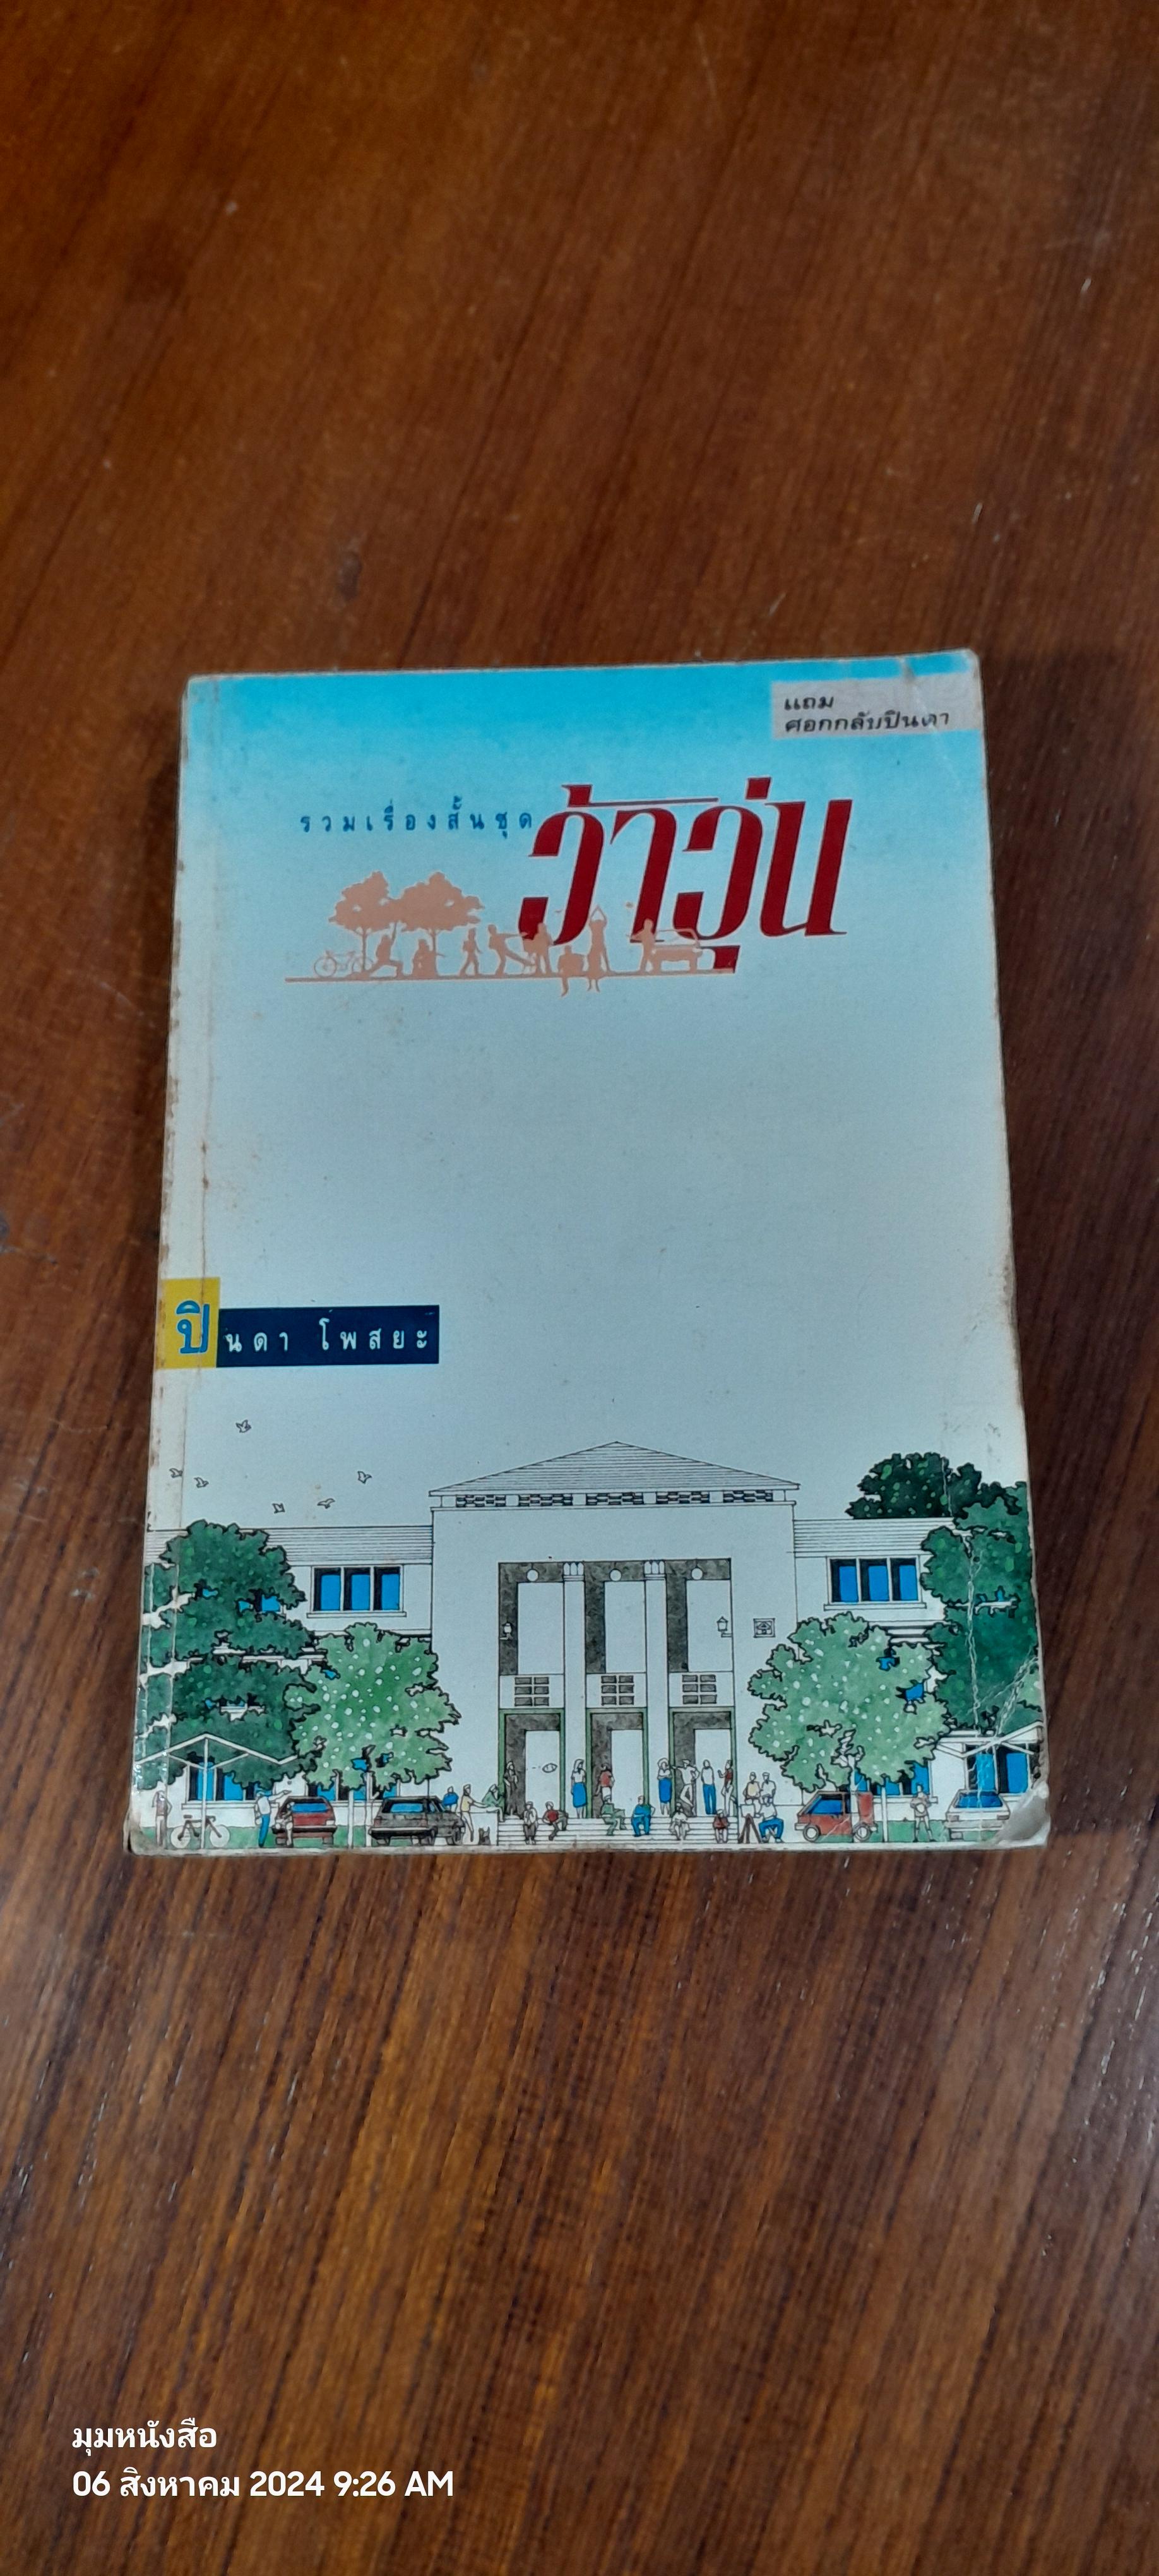 แถม
ศอกกลับปินดา
รวมเรื่องสั้นชุด
ว้าวุ่น
ปินดา โพสยะ
มุมหนังสือ
06 สิงหาคม 2024 9:26 AM